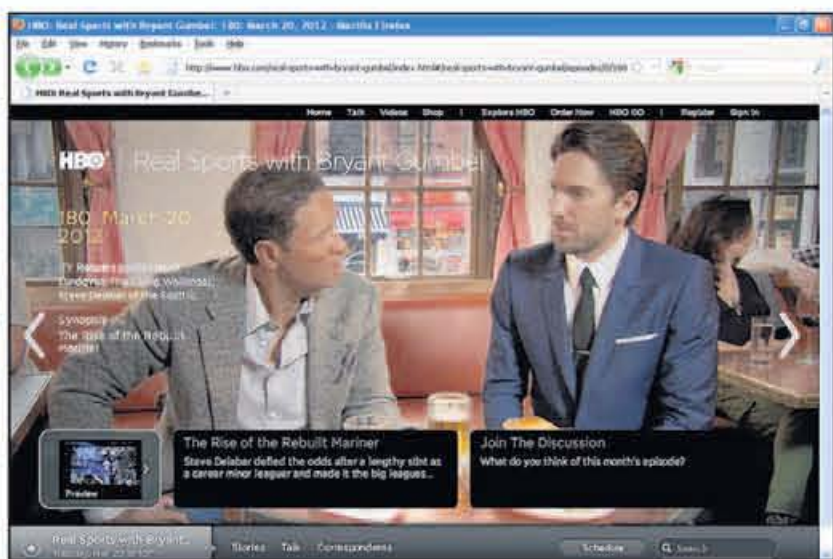 HBO: Real Sports with Bryant Gumbel: 180: March 20, 2012 - Mozilla Firefox
File Edit View History Bookmarks Tools Help
HBO: Real Sports with Bryant Gumbe...
Home Talk Videos Shop | Explore HBO Order Now HBO GO | Register Sign In
HBO Real Sports with Bryant Gumbel
180: March 20,
2012
Steve Delabar of the
Synopsis
The Rise of the Rebuilt
Mariner
The Rise of the Rebuilt Mariner
Steve Delabar defied the odds after a lengthy stint as
a career minor leaguer and made it the big leagues...
Preview
Join The Discussion
What do you think of this month's episode?
Real Sports with Bryant...
Stories Talk Correspondents Schedule Search